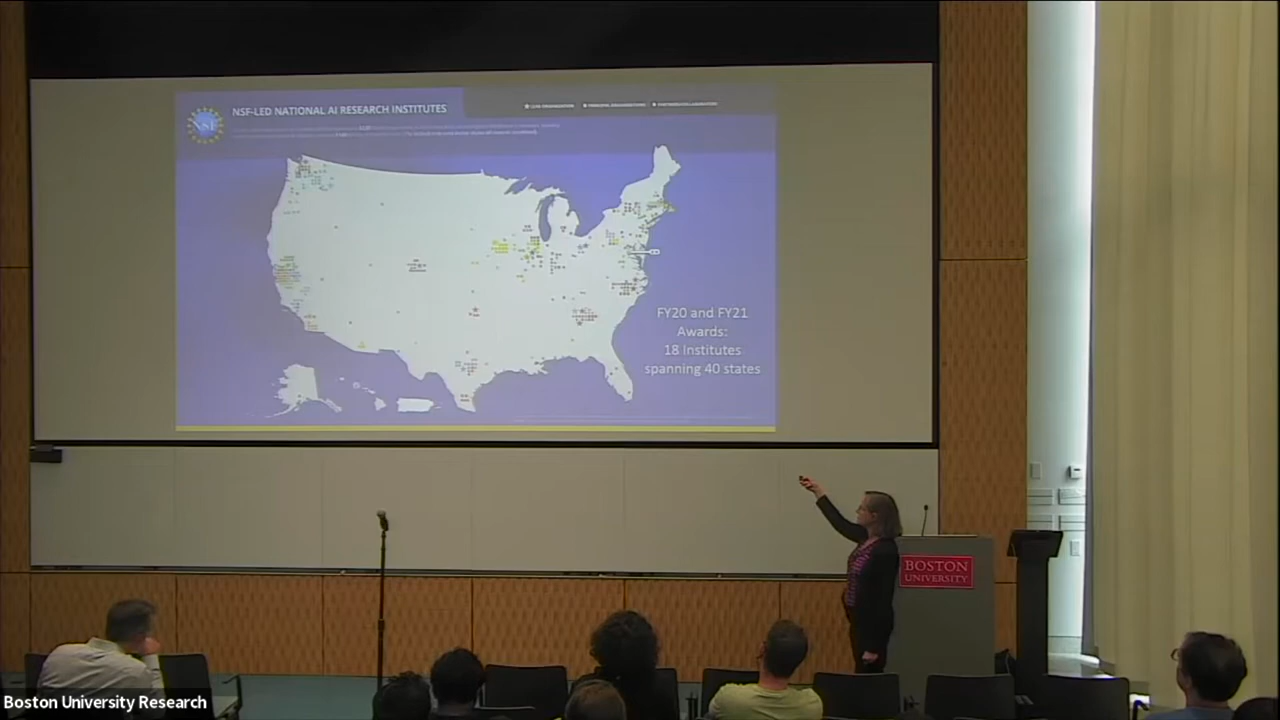 NSF-LED NATIONAL AI RESEARCH INSTITUTES
NSF
FY20 and FY21
Awards:
18 Institutes
spanning 40 states
BOSTON
UNIVERSITY
Boston University Research